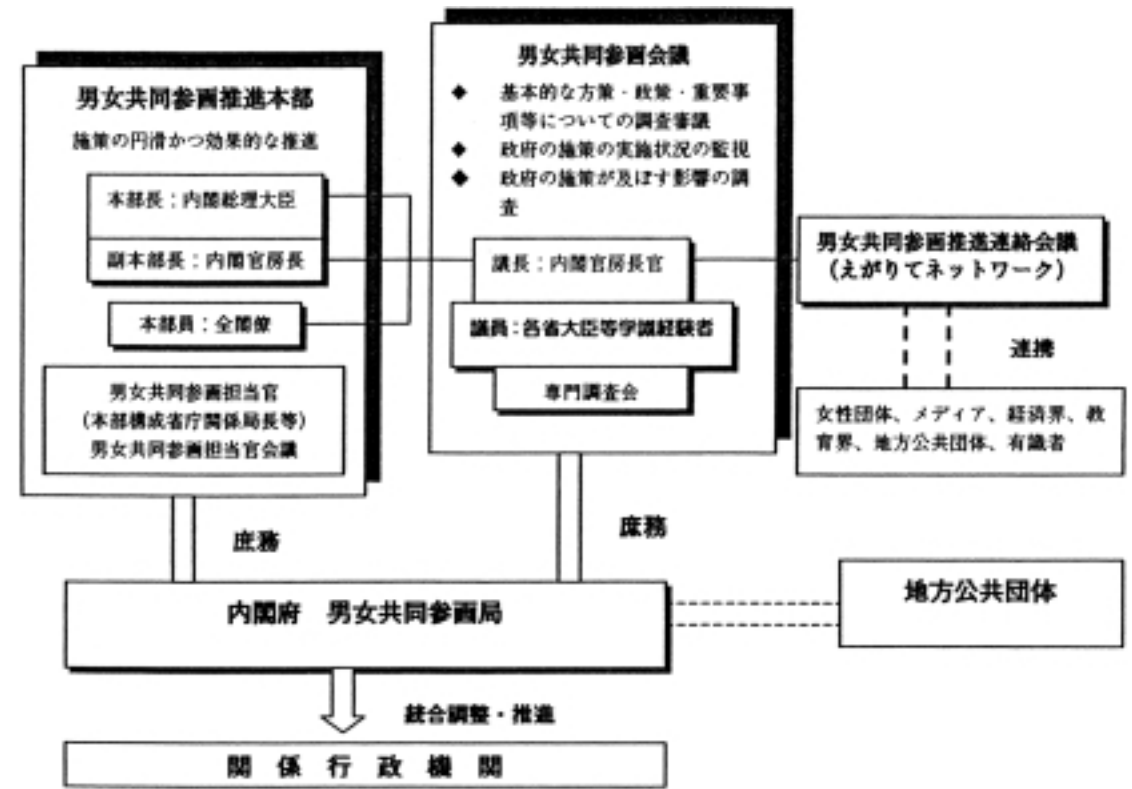 男女共同参画推進本部
施策の円滑かつ効果的な推進
本部長：内閣総理大臣
副本部長：内閣官房長
本部員：全閣僚
男女共同参画担当官
（本部構成省庁関係局長等）
男女共同参画担当官会議
男女共同参画会議
◆ 基本的な方策・政策・重要事
項等についての調査審議
◆ 政府の施策の実施状況の監視
◆ 政府の施策が及ぼす影響の調
査
議長：内閣官房長官
議員：各省大臣等学識経験者
専門調査会
男女共同参画推進連絡会議
（えがりてネットワーク）
連携
女性団体、メディア、経済界、教
育界、地方公共団体、有識者
庶務
庶務
内閣府　男女共同参画局
地方公共団体
統合調整・推進
関 係 行 政 機 関